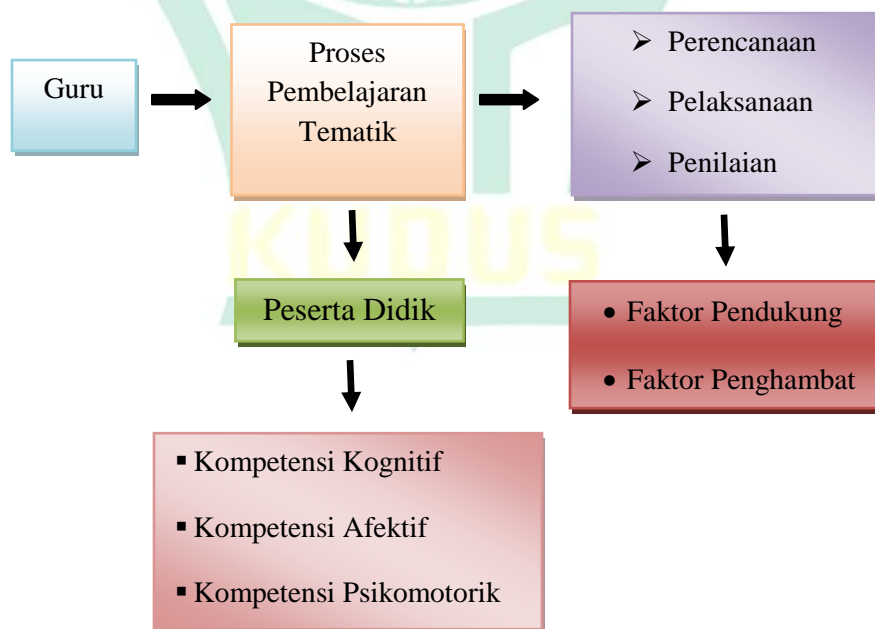 Guru
Proses
Pembelajaran
Tematik
➢ Perencanaan
➢ Pelaksanaan
➢ Penilaian
KUDUS
Peserta Didik
• Faktor Pendukung
• Faktor Penghambat
▪ Kompetensi Kognitif
▪ Kompetensi Afektif
▪ Kompetensi Psikomotorik